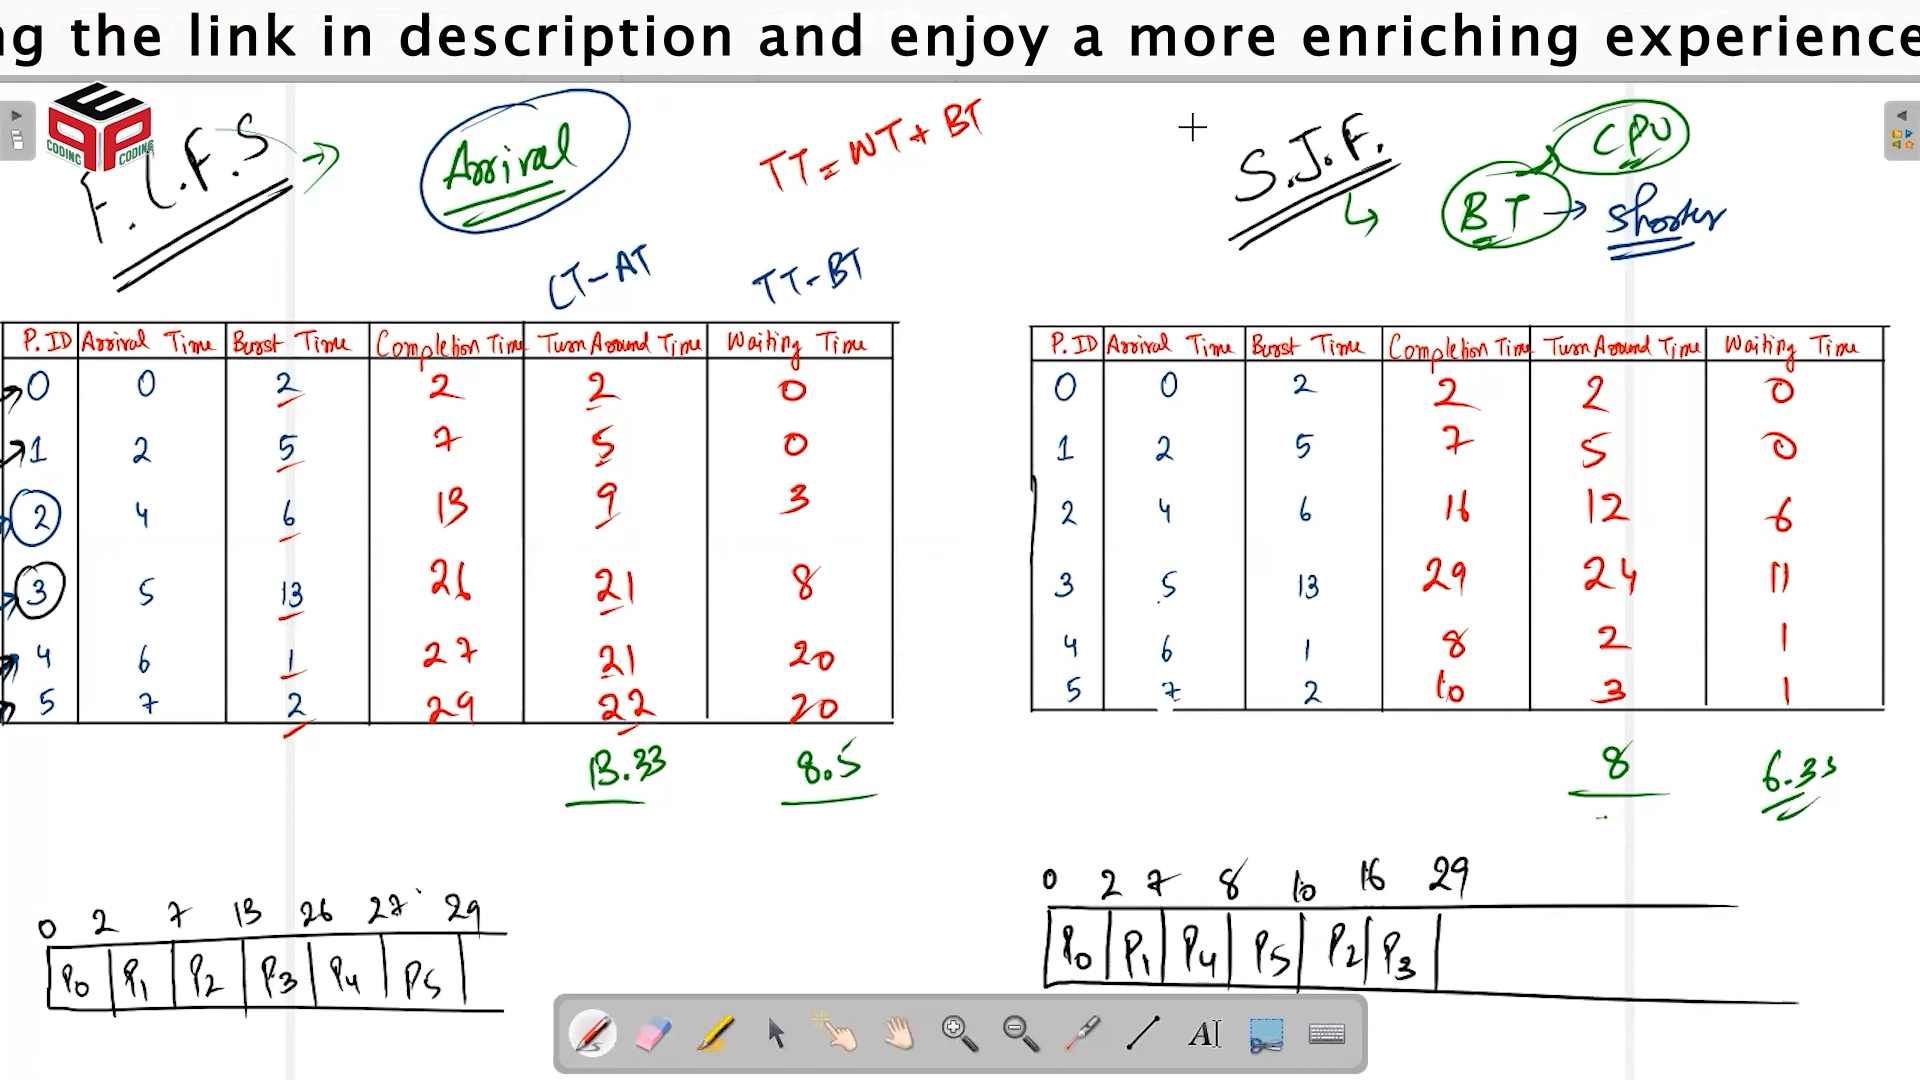 ng the link in description and enjoy a more enriching experience
CODING CODING
F.C.F.S → Arrival
TT = WT + BT
CT-AT TT-BT
P.ID Arrival Time Burst Time Completion Time Turn Around Time Waiting Time
0 0 2 2 2 0
1 2 5 7 5 0
2 4 6 13 9 3
3 5 13 26 21 8
4 6 1 27 21 20
5 7 2 29 22 20
13.33 8.5
0 2 7 13 26 27 29
P0 P1 P2 P3 P4 P5
S.J.F. CPU
BT → Shorter
P.ID Arrival Time Burst Time Completion Time Turn Around Time Waiting Time
0 0 2 2 2 0
1 2 5 7 5 0
2 4 6 16 12 6
3 5 13 29 24 11
4 6 1 8 2 1
5 7 2 10 3 1
8 6.33
0 2 7 8 10 16 29
P0 P1 P4 P5 P2 P3